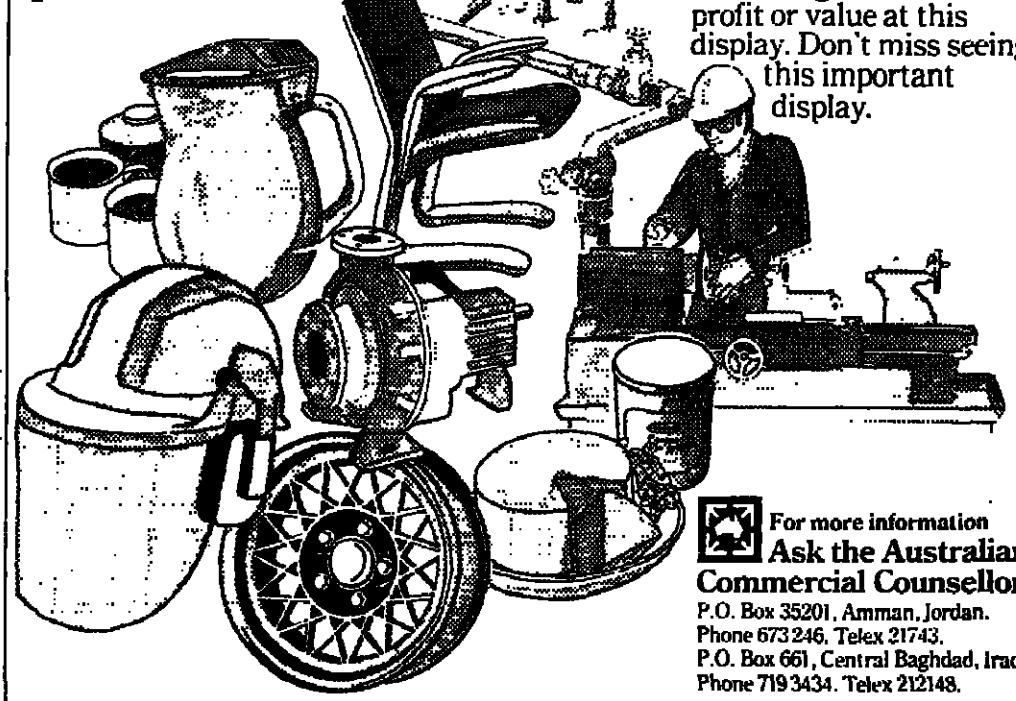 profit or value at this
display. Don't miss seeing
this important
display.
For more information
Ask the Australian
Commercial Counsellor
P.O. Box 35201, Amman, Jordan.
Phone 673 246. Telex 21743.
P.O. Box 661, Central Baghdad, Iraq
Phone 719 3434. Telex 212148.